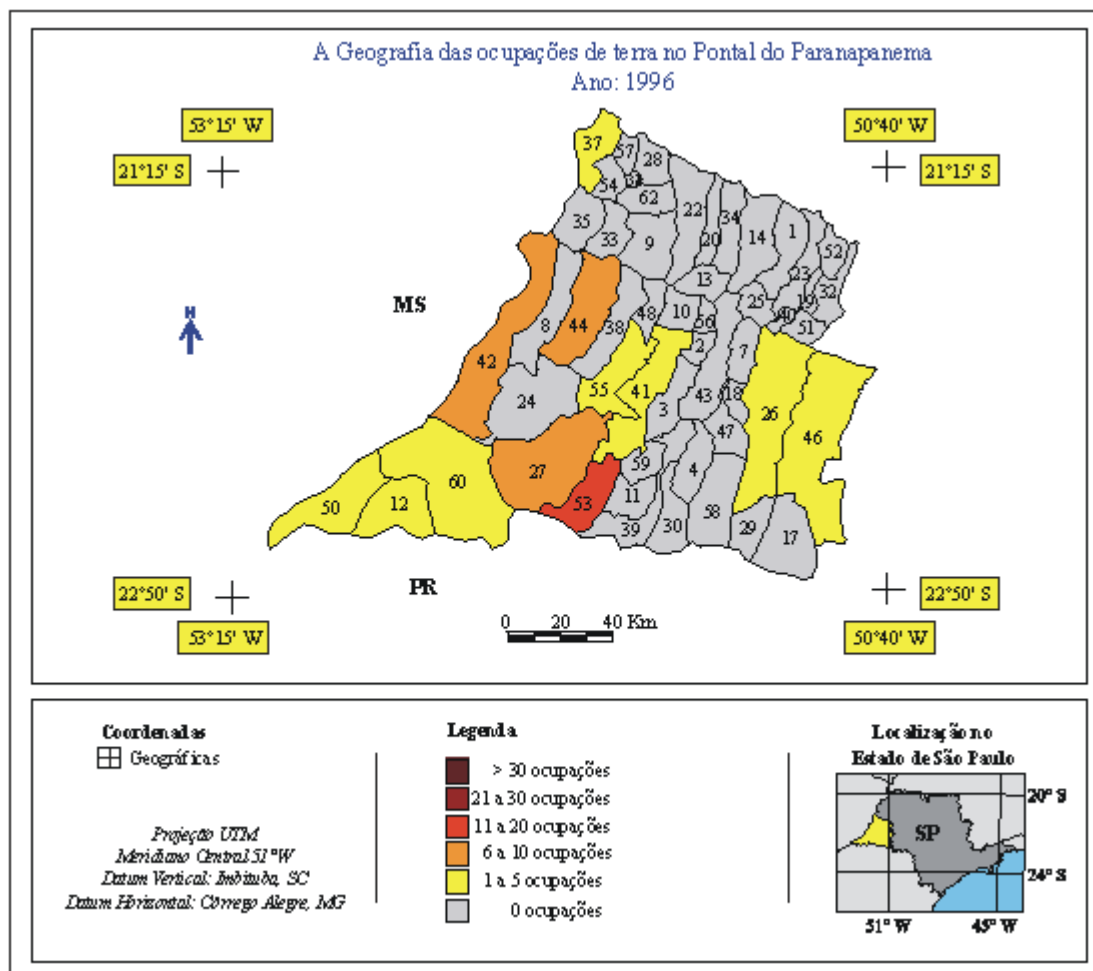 A Geografia das ocupações de terra no Pontal do Paranapanema
Ano: 1996
53°15' W
50°40' W
21°15' S
21°15' S
37
57
28
54
62
22
34
35
33
9
20
14
1
52
13
23
32
MS
N
8
44
38
48
10
56
25
19
40
51
42
2
7
24
55
41
3
43
18
26
46
47
60
27
59
4
50
12
53
11
58
39
30
29
17
22°50' S
PR
22°50' S
53°15' W
0 20 40 Km
50°40' W
Coordenadas
Geográficas
Projeção UTM
Meridiano Central 51°W
Datum Vertical: Imbituba, SC
Datum Horizontal: Córrego Alegre, MG
Legenda
> 30 ocupações
21 a 30 ocupações
11 a 20 ocupações
6 a 10 ocupações
1 a 5 ocupações
0 ocupações
Localização no
Estado de São Paulo
20° S
SP
24° S
51° W
45° W